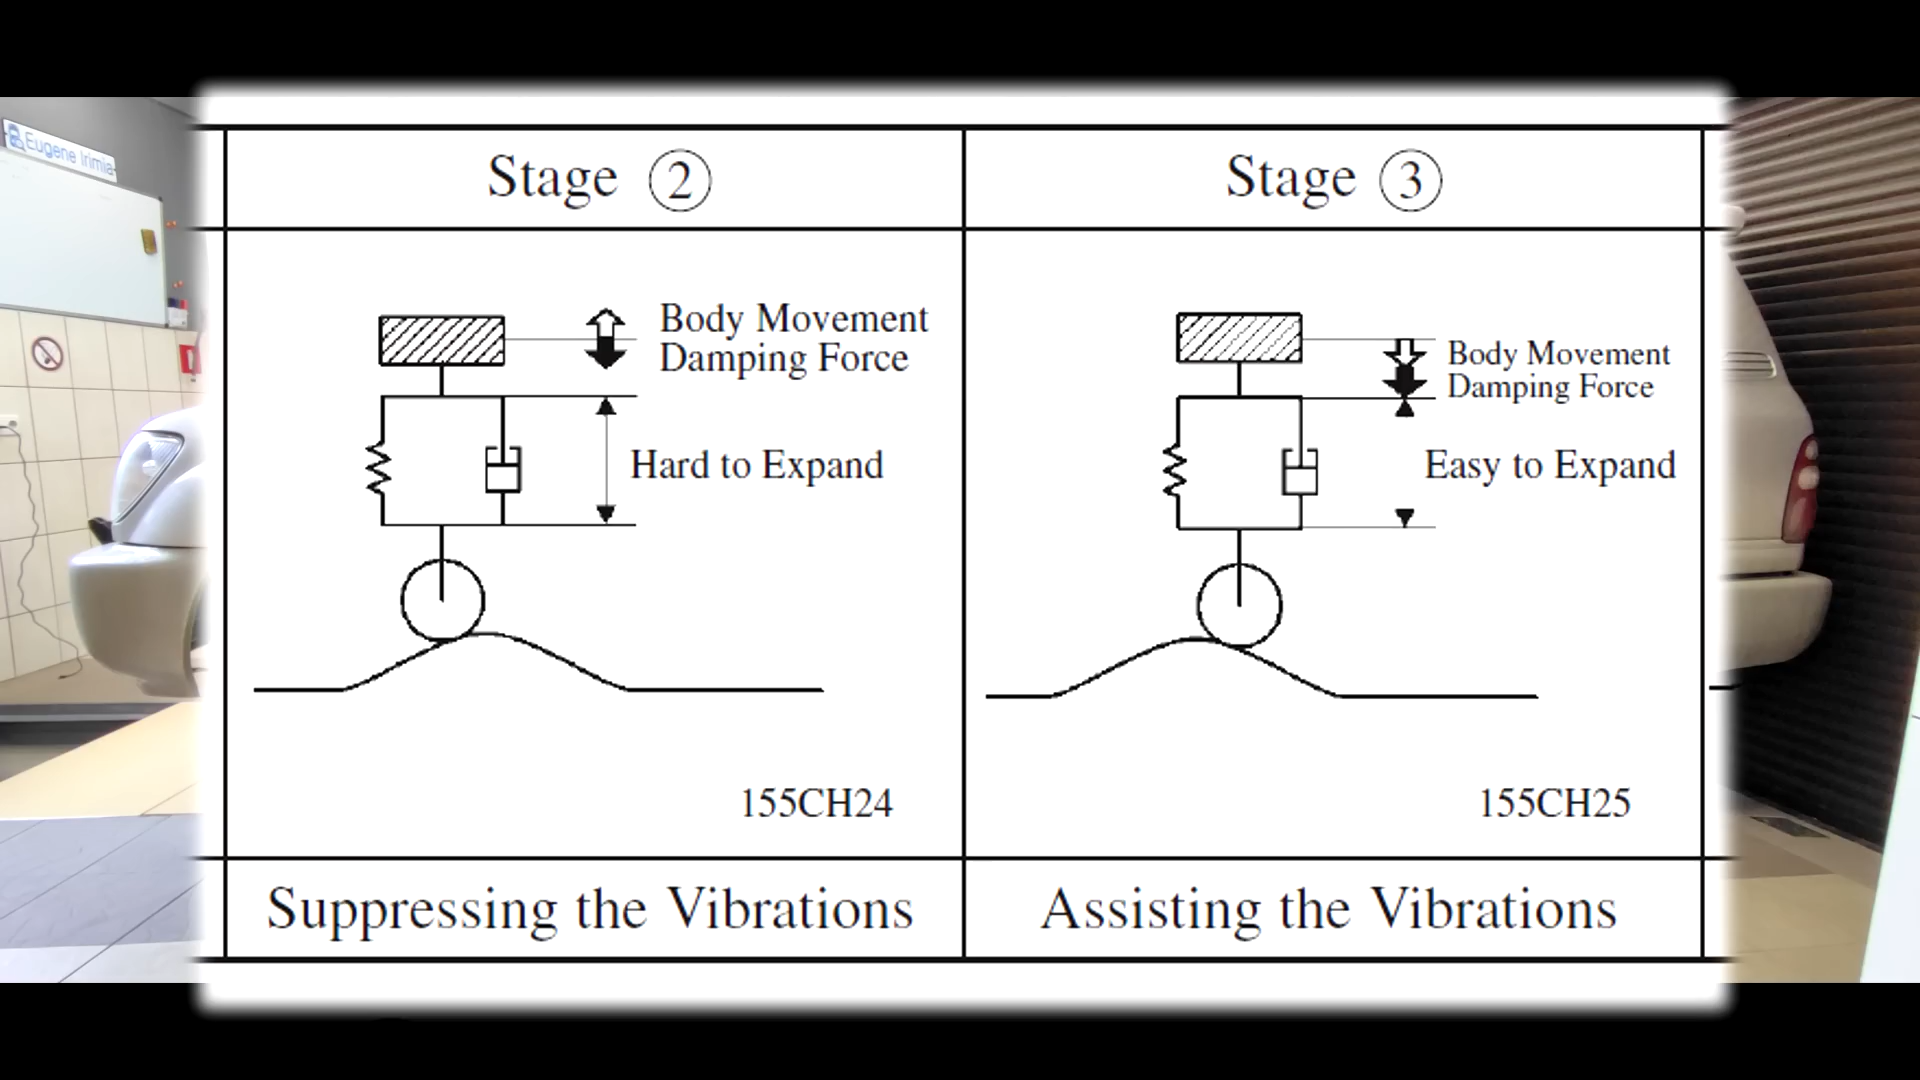 Eugene Irimia
Stage ②
Stage ③
Body Movement
Damping Force
Hard to Expand
Body Movement
Damping Force
Easy to Expand
155CH24
155CH25
Suppressing the Vibrations
Assisting the Vibrations